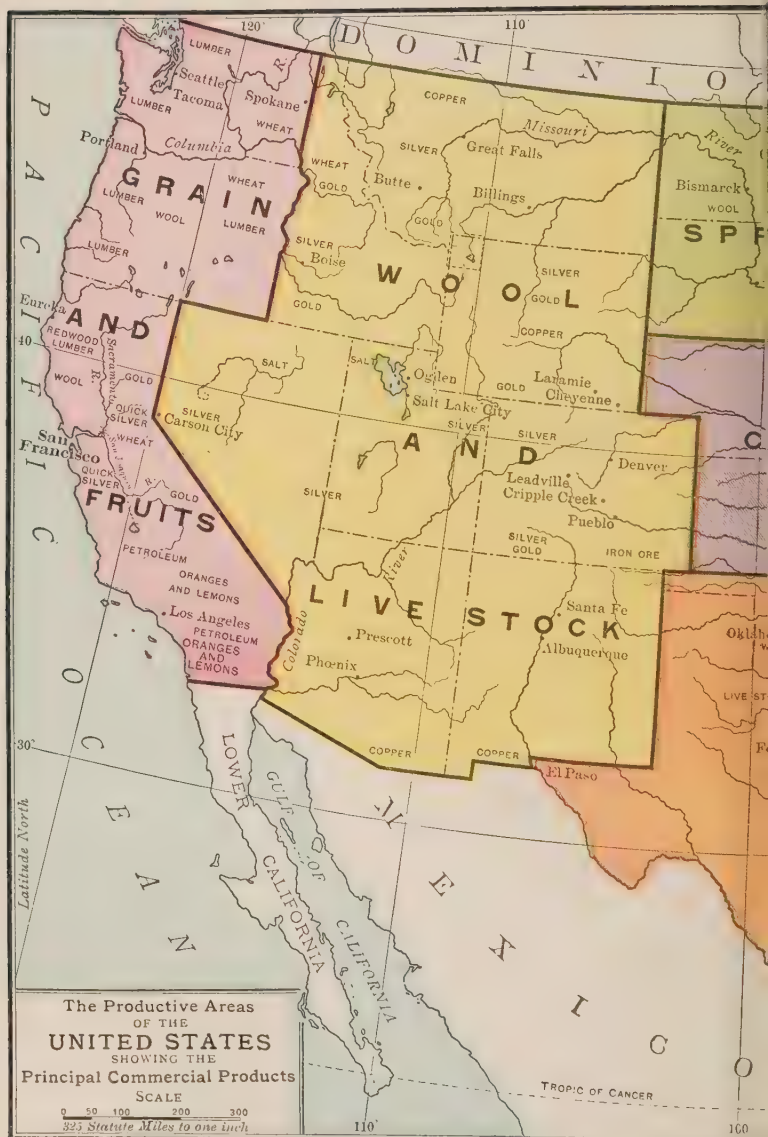 120°
110°
DOMINIO
LUMBER
Seattle
Tacoma
Spokane
R.
LUMBER
WHEAT
COPPER
Missouri
River
SILVER
Great Falls
Portland
Columbia
WHEAT
GOLD
Butte
Billings
Bismarck
WOOL
GRAIN
WHEAT
LUMBER
WOOL
LUMBER
GOLD
SPR
PACIFIC
LUMBER
SILVER
Boise
WOOL
SILVER
GOLD
GOLD
Eureka
AND
COPPER
40
REDWOOD
LUMBER
Sacramento
R.
WOOL
GOLD
SALT
SALT
Ogden
GOLD
Laramie
Cheyenne
QUICK
SILVER
SILVER
Carson City
Salt Lake City
SILVER
SILVER
C
San
Francisco
WHEAT
San Joaquin
R.
QUICK
SILVER
GOLD
AND
Denver
Leadville
Cripple Creek
Pueblo
SILVER
FRUITS
PETROLEUM
SILVER
GOLD
IRON ORE
River
ORANGES
AND LEMONS
LIVE STOCK
Santa Fe
Los Angeles
PETROLEUM
ORANGES
AND
LEMONS
Colorado
Prescott
Albuquerque
Oklah
Phoenix
LIVE ST
OCEAN
30°
COPPER
COPPER
F
El Paso
LOWER
CALIFORNIA
GULF OF
CALIFORNIA
MEXICO
Latitude North
The Productive Areas
OF THE
UNITED STATES
SHOWING THE
Principal Commercial Products
SCALE
0 50 100 200 300
325 Statute Miles to one inch
TROPIC OF CANCER
110°
100